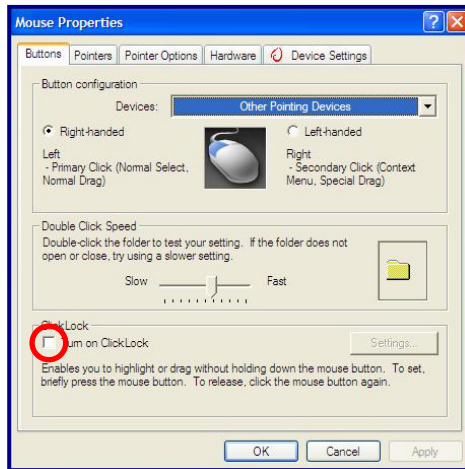 Mouse Properties
Buttons Pointers Pointer Options Hardware Device Settings
Button configuration
Devices: Other Pointing Devices
Right-handed Left-handed
Left
- Primary Click (Normal Select,
Normal Drag)
Right
- Secondary Click (Context
Menu, Special Drag)
Double Click Speed
Double-click the folder to test your setting. If the folder does not
open or close, try using a slower
setting.
Slow Fast
ClickLock
Turn on ClickLock Settings...
Enables you to highlight or drag without holding down the mouse button. To set,
briefly press the mouse button. To release, click the mouse button again.
OK Cancel Apply